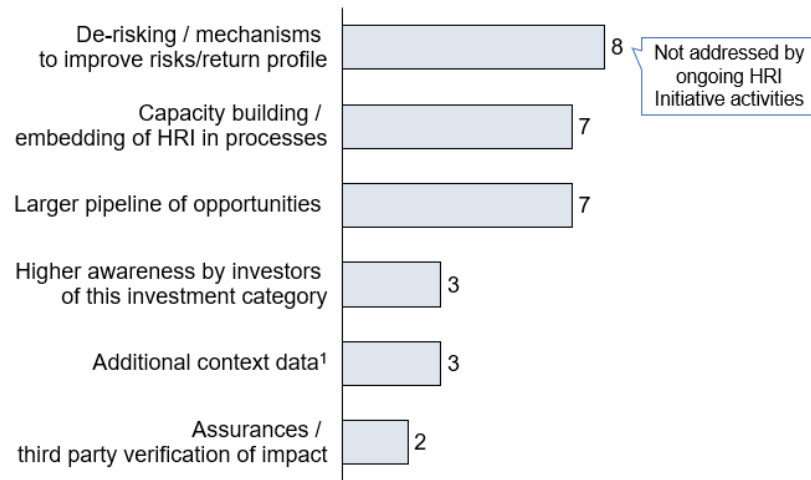 De-risking / mechanisms
to improve risks/return profile
8
Not addressed by
ongoing HRI
Initiative activities
Capacity building /
embedding of HRI in processes
7
Larger pipeline of opportunities
7
Higher awareness by investors
of this investment category
3
Additional context data¹
3
Assurances /
third party verification of impact
2